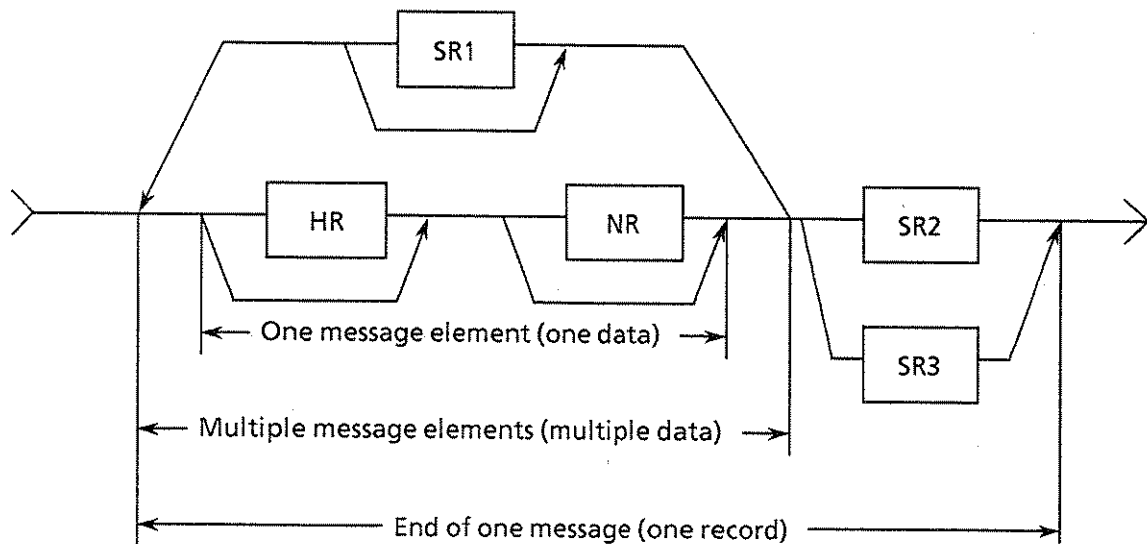 SR1
HR
NR
SR2
One message element (one data)
SR3
Multiple message elements (multiple data)
End of one message (one record)